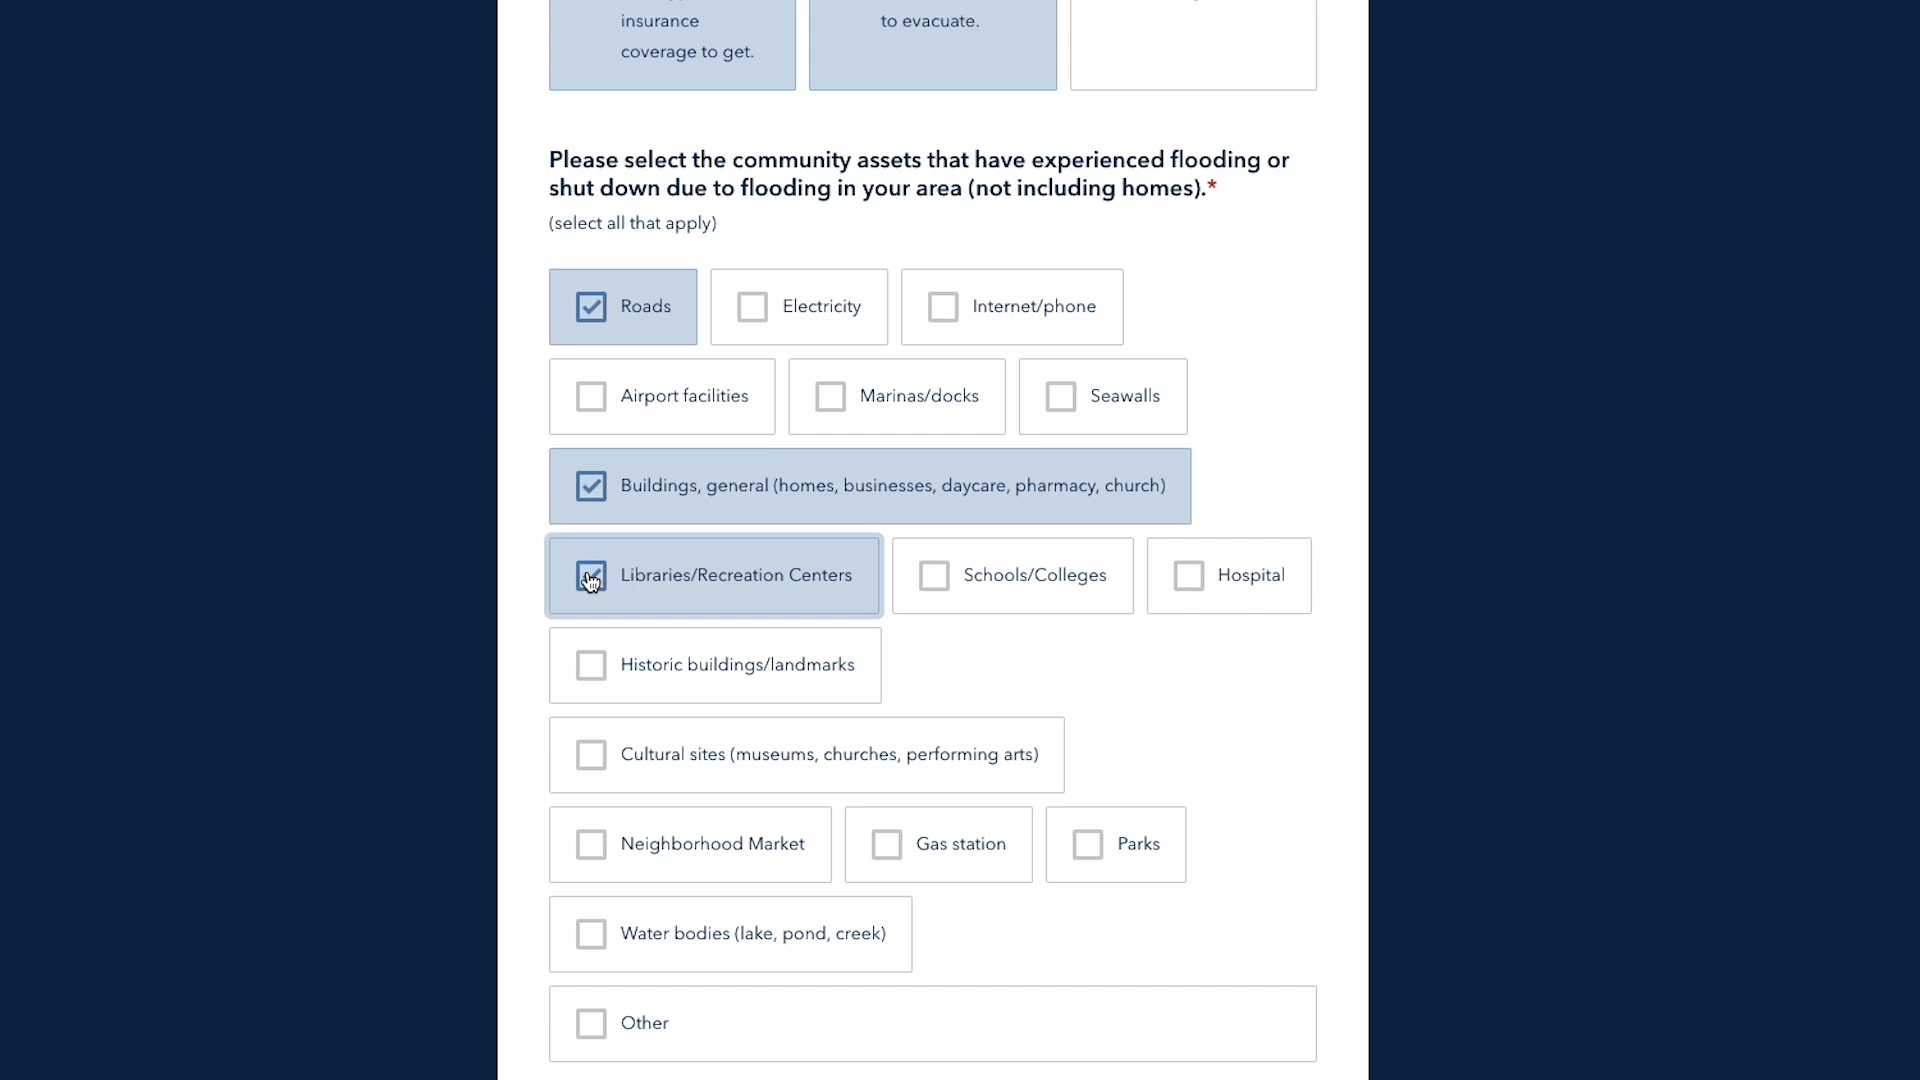 insurance
to evacuate.
coverage to get.
Please select the community assets that have experienced flooding or
shut down due to flooding in your area (not including homes).*
(select all that apply)
Roads
Electricity
Internet/phone
Airport facilities
Marinas/docks
Seawalls
Buildings, general (homes, businesses, daycare, pharmacy, church)
Libraries/Recreation Centers
Schools/Colleges
Hospital
Historic buildings/landmarks
Cultural sites (museums, churches, performing arts)
Neighborhood Market
Gas station
Parks
Water bodies (lake, pond, creek)
Other